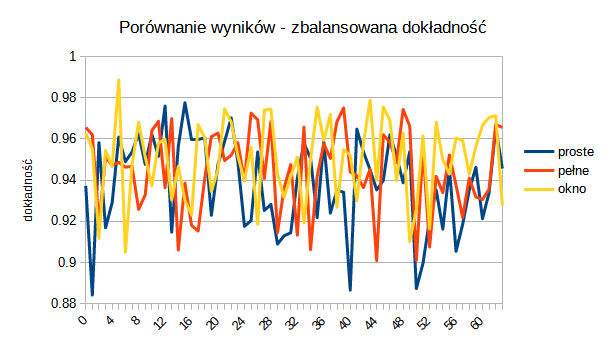 Porównanie wyników - zbalansowana dokładność
1
0.98
0.96
0.94
0.92
0.9
0.88
dokładność
0 4 8 12 16 20 24 28 32 36 40 44 48 52 56 60
proste
pełne
okno